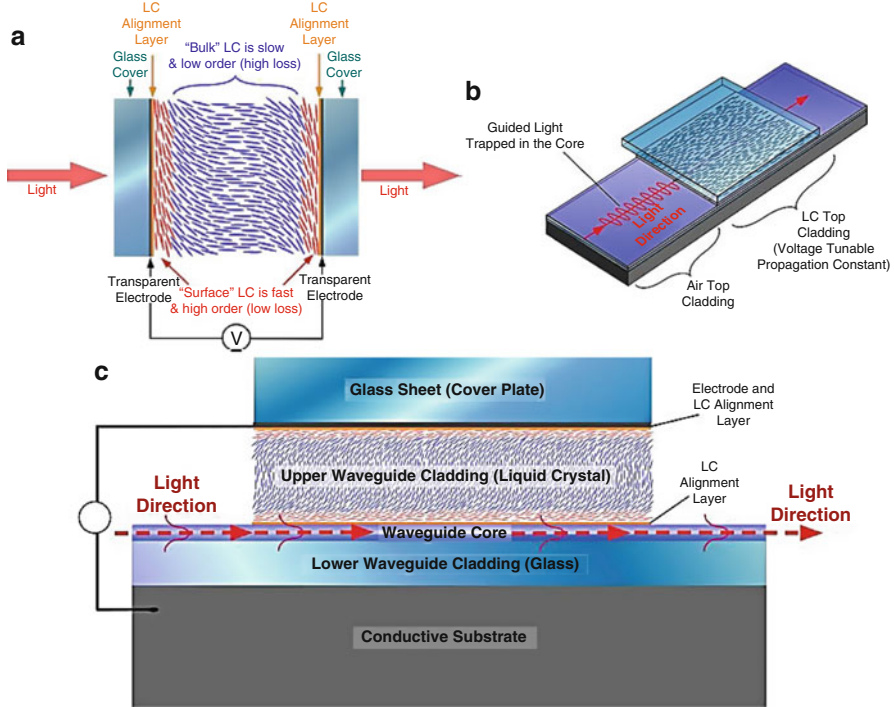 a
LC
Alignment
Layer
Glass
Cover
“Bulk” LC is slow
& low order (high loss)
LC
Alignment
Layer
Glass
Cover
Light
Light
Transparent
Electrode
“Surface” LC is fast
& high order (low loss)
Transparent
Electrode
V
b
Guided Light
Trapped in the Core
Light
Direction
LC Top
Cladding
(Voltage Tunable
Propagation Constant)
Air Top
Cladding
c
Glass Sheet (Cover Plate)
Electrode and
LC Alignment
Layer
Upper Waveguide Cladding (Liquid Crystal)
LC
Alignment
Layer
Light
Direction
Light
Direction
Waveguide Core
Lower Waveguide Cladding (Glass)
Conductive Substrate